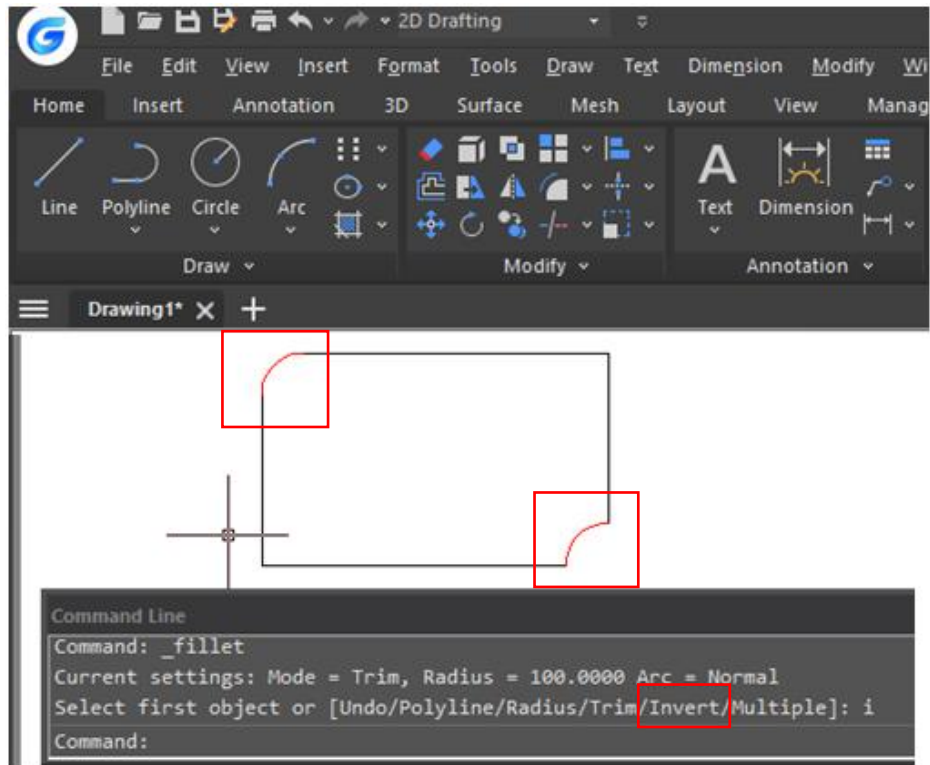 2D Drafting
File Edit View Insert Format Tools Draw Text Dimension Modify Wi
Home Insert Annotation 3D Surface Mesh Layout View Manag
Line Polyline Circle Arc Text Dimension
Draw Modify Annotation
Drawing1*
Command Line
Command: _fillet
Current settings: Mode = Trim, Radius = 100.0000 Arc = Normal
Select first object or [Undo/Polyline/Radius/Trim/Invert/Multiple]: i
Command: